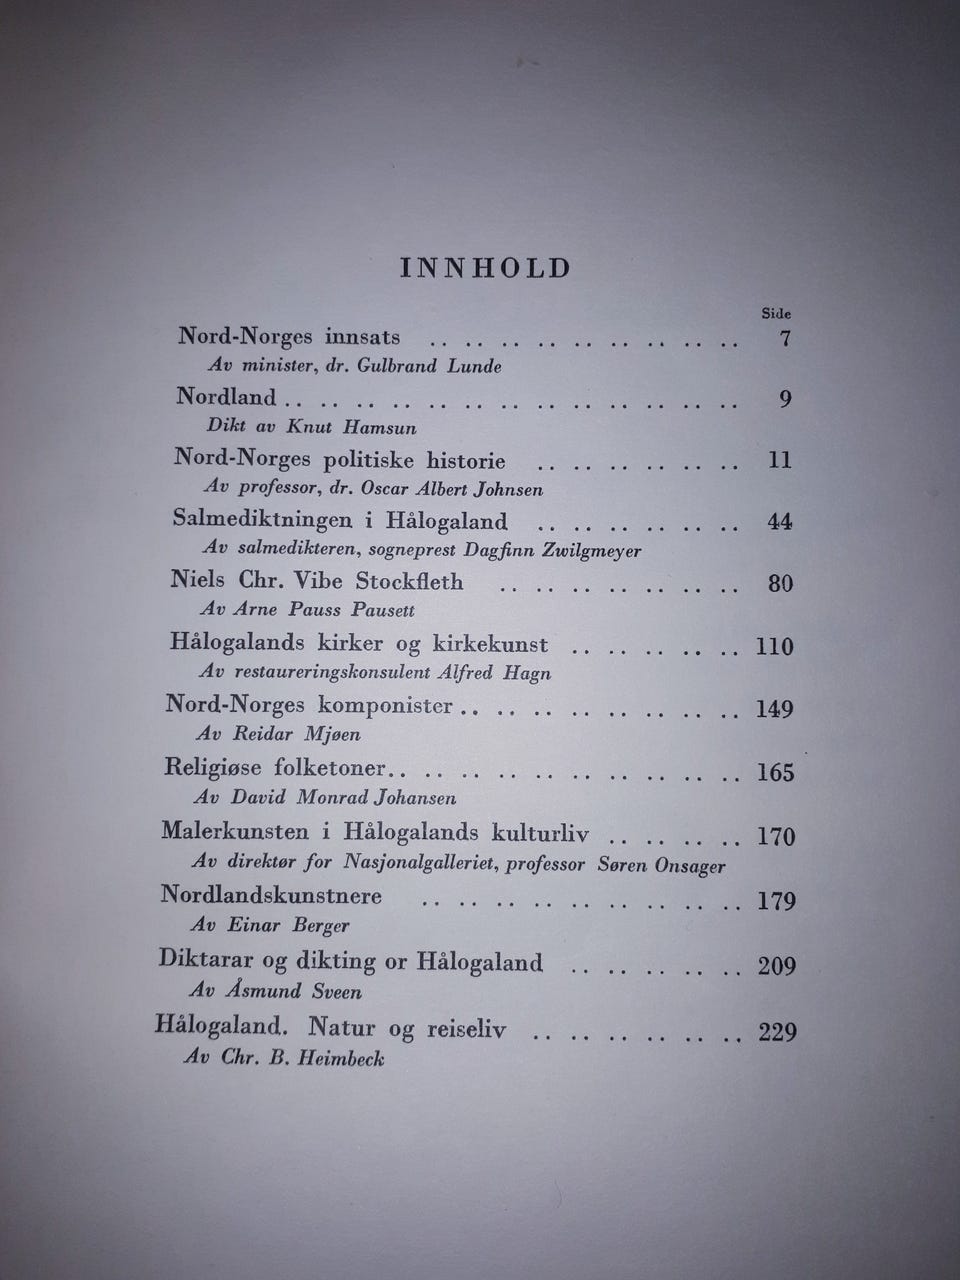 INNHOLD
Side
Nord-Norges innsats .. .. .. .. .. .. .. .. .. 7
Av minister, dr. Gulbrand Lunde
Nordland .. .. .. .. .. .. .. .. .. .. .. .. .. 9
Dikt av Knut Hamsun
Nord-Norges politiske historie .. .. .. .. .. .. 11
Av professor, dr. Oscar Albert Johnsen
Salmediktningen i Hålogaland .. .. .. .. .. .. 44
Av salmedikteren, sogneprest Dagfinn Zwilgmeyer
Niels Chr. Vibe Stockfleth .. .. .. .. .. .. .. 80
Av Arne Pauss Pausett
Hålogalands kirker og kirkekunst .. .. .. .. .. 110
Av restaureringskonsulent Alfred Hagn
Nord-Norges komponister .. .. .. .. .. .. .. .. 149
Av Reidar Mjøen
Religiøse folketoner .. .. .. .. .. .. .. .. .. .. 165
Av David Monrad Johansen
Malerkunsten i Hålogalands kulturliv .. .. .. .. 170
Av direktør for Nasjonalgalleriet, professor Søren Onsager
Nordlandskunstnere .. .. .. .. .. .. .. .. .. 179
Av Einar Berger
Diktarar og dikting or Hålogaland .. .. .. .. .. 209
Av Åsmund Sveen
Hålogaland. Natur og reiseliv .. .. .. .. .. .. 229
Av Chr. B. Heimbeck